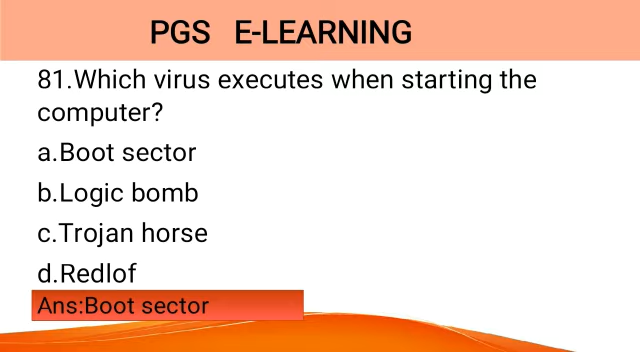 PGS E-LEARNING
81.Which virus executes when starting the
computer?
a.Boot sector
b.Logic bomb
c.Trojan horse
d.Redlof
Ans:Boot sector